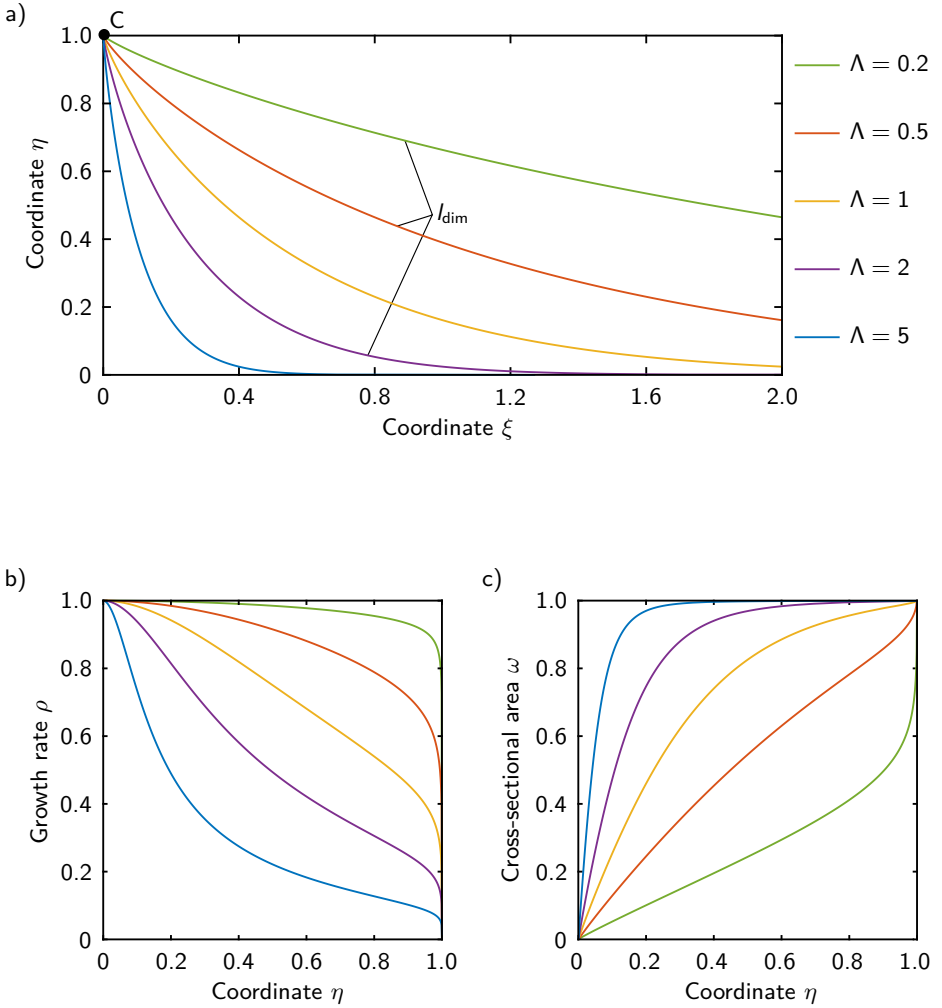 a)
C
1.0
0.8
0.6
0.4
0.2
0
Coordinate η
l_dim
0 0.4 0.8 1.2 1.6 2.0
Coordinate ξ
Λ = 0.2
Λ = 0.5
Λ = 1
Λ = 2
Λ = 5
b)
1.0
0.8
0.6
0.4
0.2
0
Growth rate ρ
0 0.2 0.4 0.6 0.8 1.0
Coordinate η
c)
1.0
0.8
0.6
0.4
0.2
0
Cross-sectional area ω
0 0.2 0.4 0.6 0.8 1.0
Coordinate η